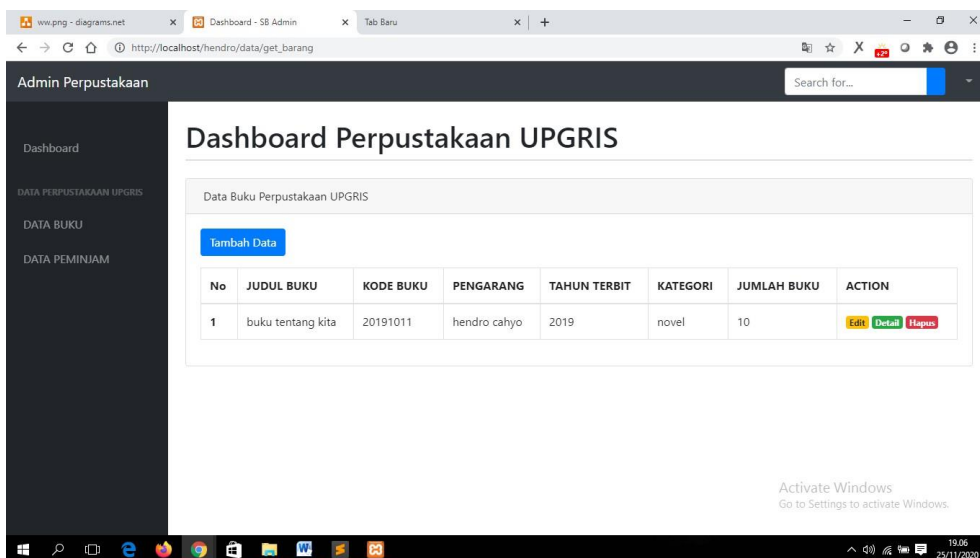 ww.png - diagrams.net
Dashboard - SB Admin
Tab Baru
http://localhost/hendro/data/get_barang
+2°
Admin Perpustakaan
Search for...
Dashboard
DATA PERPUSTAKAAN UPGRIS
DATA BUKU
DATA PEMINJAM
Dashboard Perpustakaan UPGRIS
Data Buku Perpustakaan UPGRIS
Tambah Data
No JUDUL BUKU KODE BUKU PENGARANG TAHUN TERBIT KATEGORI JUMLAH BUKU ACTION
1 buku tentang kita 20191011 hendro cahyo 2019 novel 10 Edit Detail Hapus
Activate Windows
Go to Settings to activate Windows.
19.06
25/11/2020